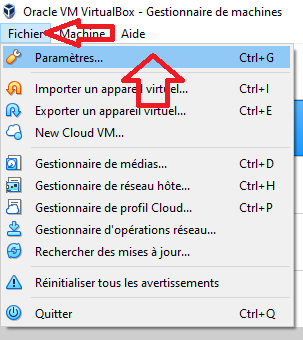 Oracle VM VirtualBox - Gestionnaire de machines
Fichier Machine Aide
Paramètres... Ctrl+G
Importer un appareil virtuel... Ctrl+I
Exporter un appareil virtuel... Ctrl+E
New Cloud VM...
Gestionnaire de médias... Ctrl+D
Gestionnaire de réseau hôte... Ctrl+H
Gestionnaire de profil Cloud... Ctrl+P
Gestionnaire d'opérations réseau...
Rechercher des mises à jour...
Réinitialiser tous les avertissements
Quitter Ctrl+Q